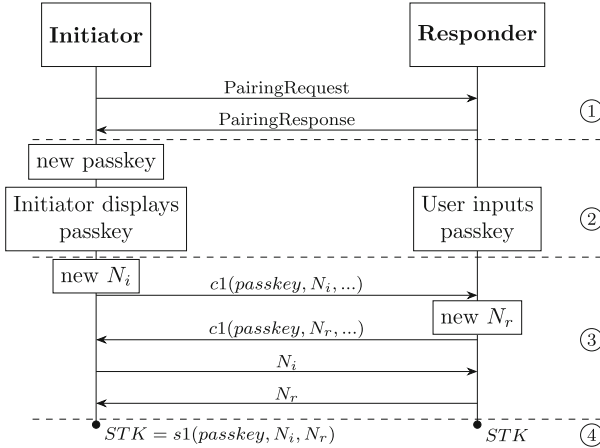 Initiator
Responder
PairingRequest
PairingResponse
①
new passkey
Initiator displays
passkey
User inputs
passkey
②
new N_i
c1(passkey, N_i, ...)
new N_r
c1(passkey, N_r, ...)
③
N_i
N_r
STK = s1(passkey, N_i, N_r)
STK
④